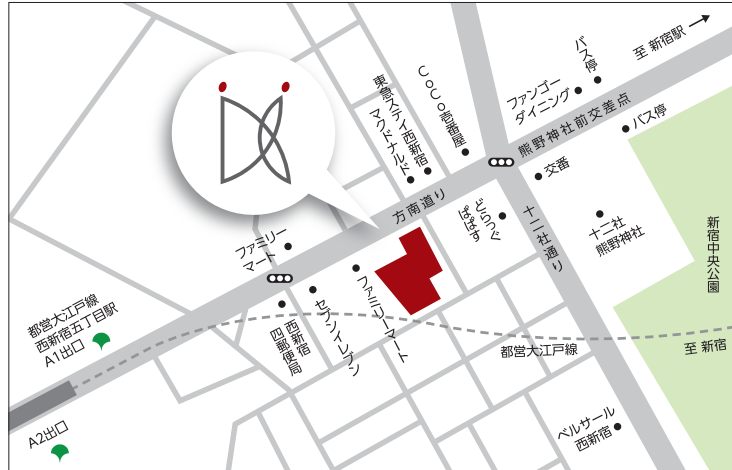 至 新宿駅
バス停
ファンゴー
ダイニング
CoCo壱番屋
東急ステイ西新宿
マクドナルド
熊野神社前交差点
バス停
交番
方南道り
どらっぐ
ぱぱす
十二社通り
十二社
熊野神社
新宿中央公園
ファミリー
マート
ファミリーマート
セブンイレブン
西新宿
四郵便局
都営大江戸線
西新宿五丁目駅
A1出口
都営大江戸線
至 新宿
A2出口
ベルサール
西新宿